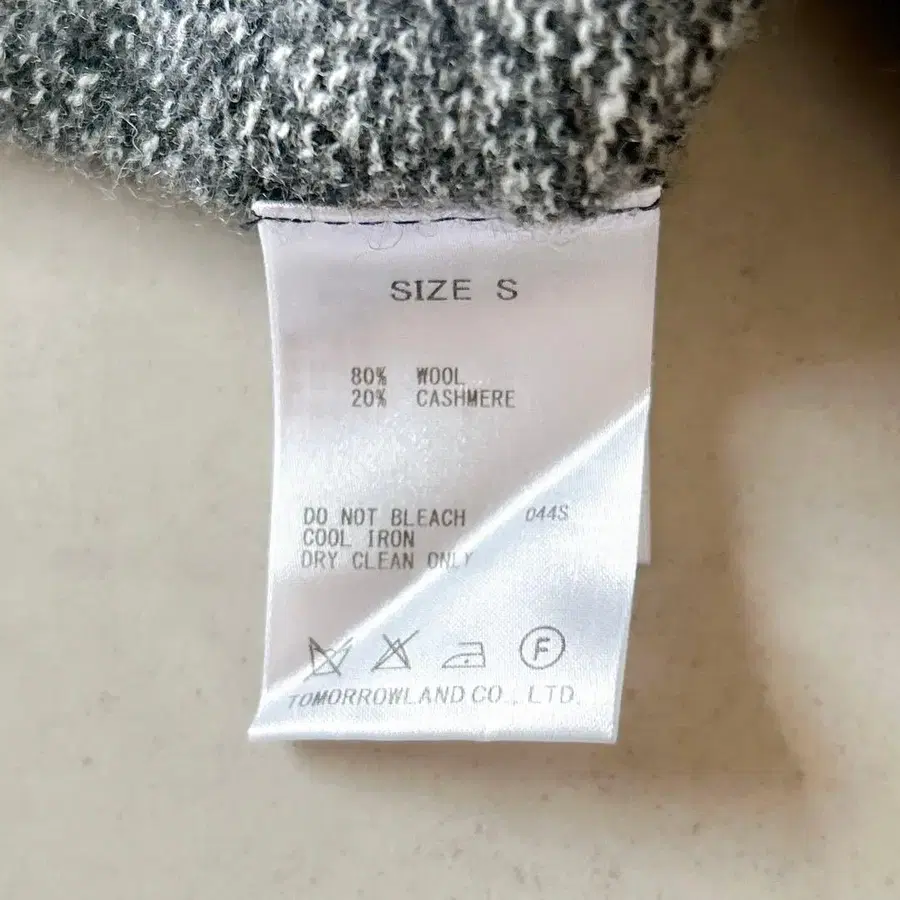 SIZE S
80% WOOL
20% CASHMERE
DO NOT BLEACH 044S
COOL IRON
DRY CLEAN ONLY
F
TOMORROWLAND CO., LTD.